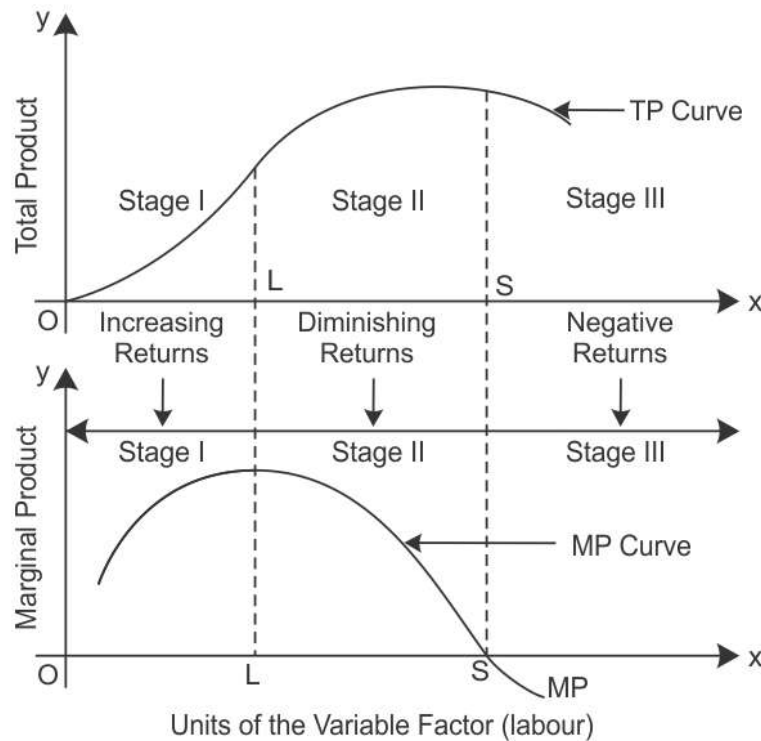 y
Total Product
TP Curve
Stage I
Stage II
Stage III
L
S
O
x
Increasing
Returns
Diminishing
Returns
Negative
Returns
y
Marginal Product
Stage I
Stage II
Stage III
MP Curve
O
L
S
x
MP
Units of the Variable Factor (labour)